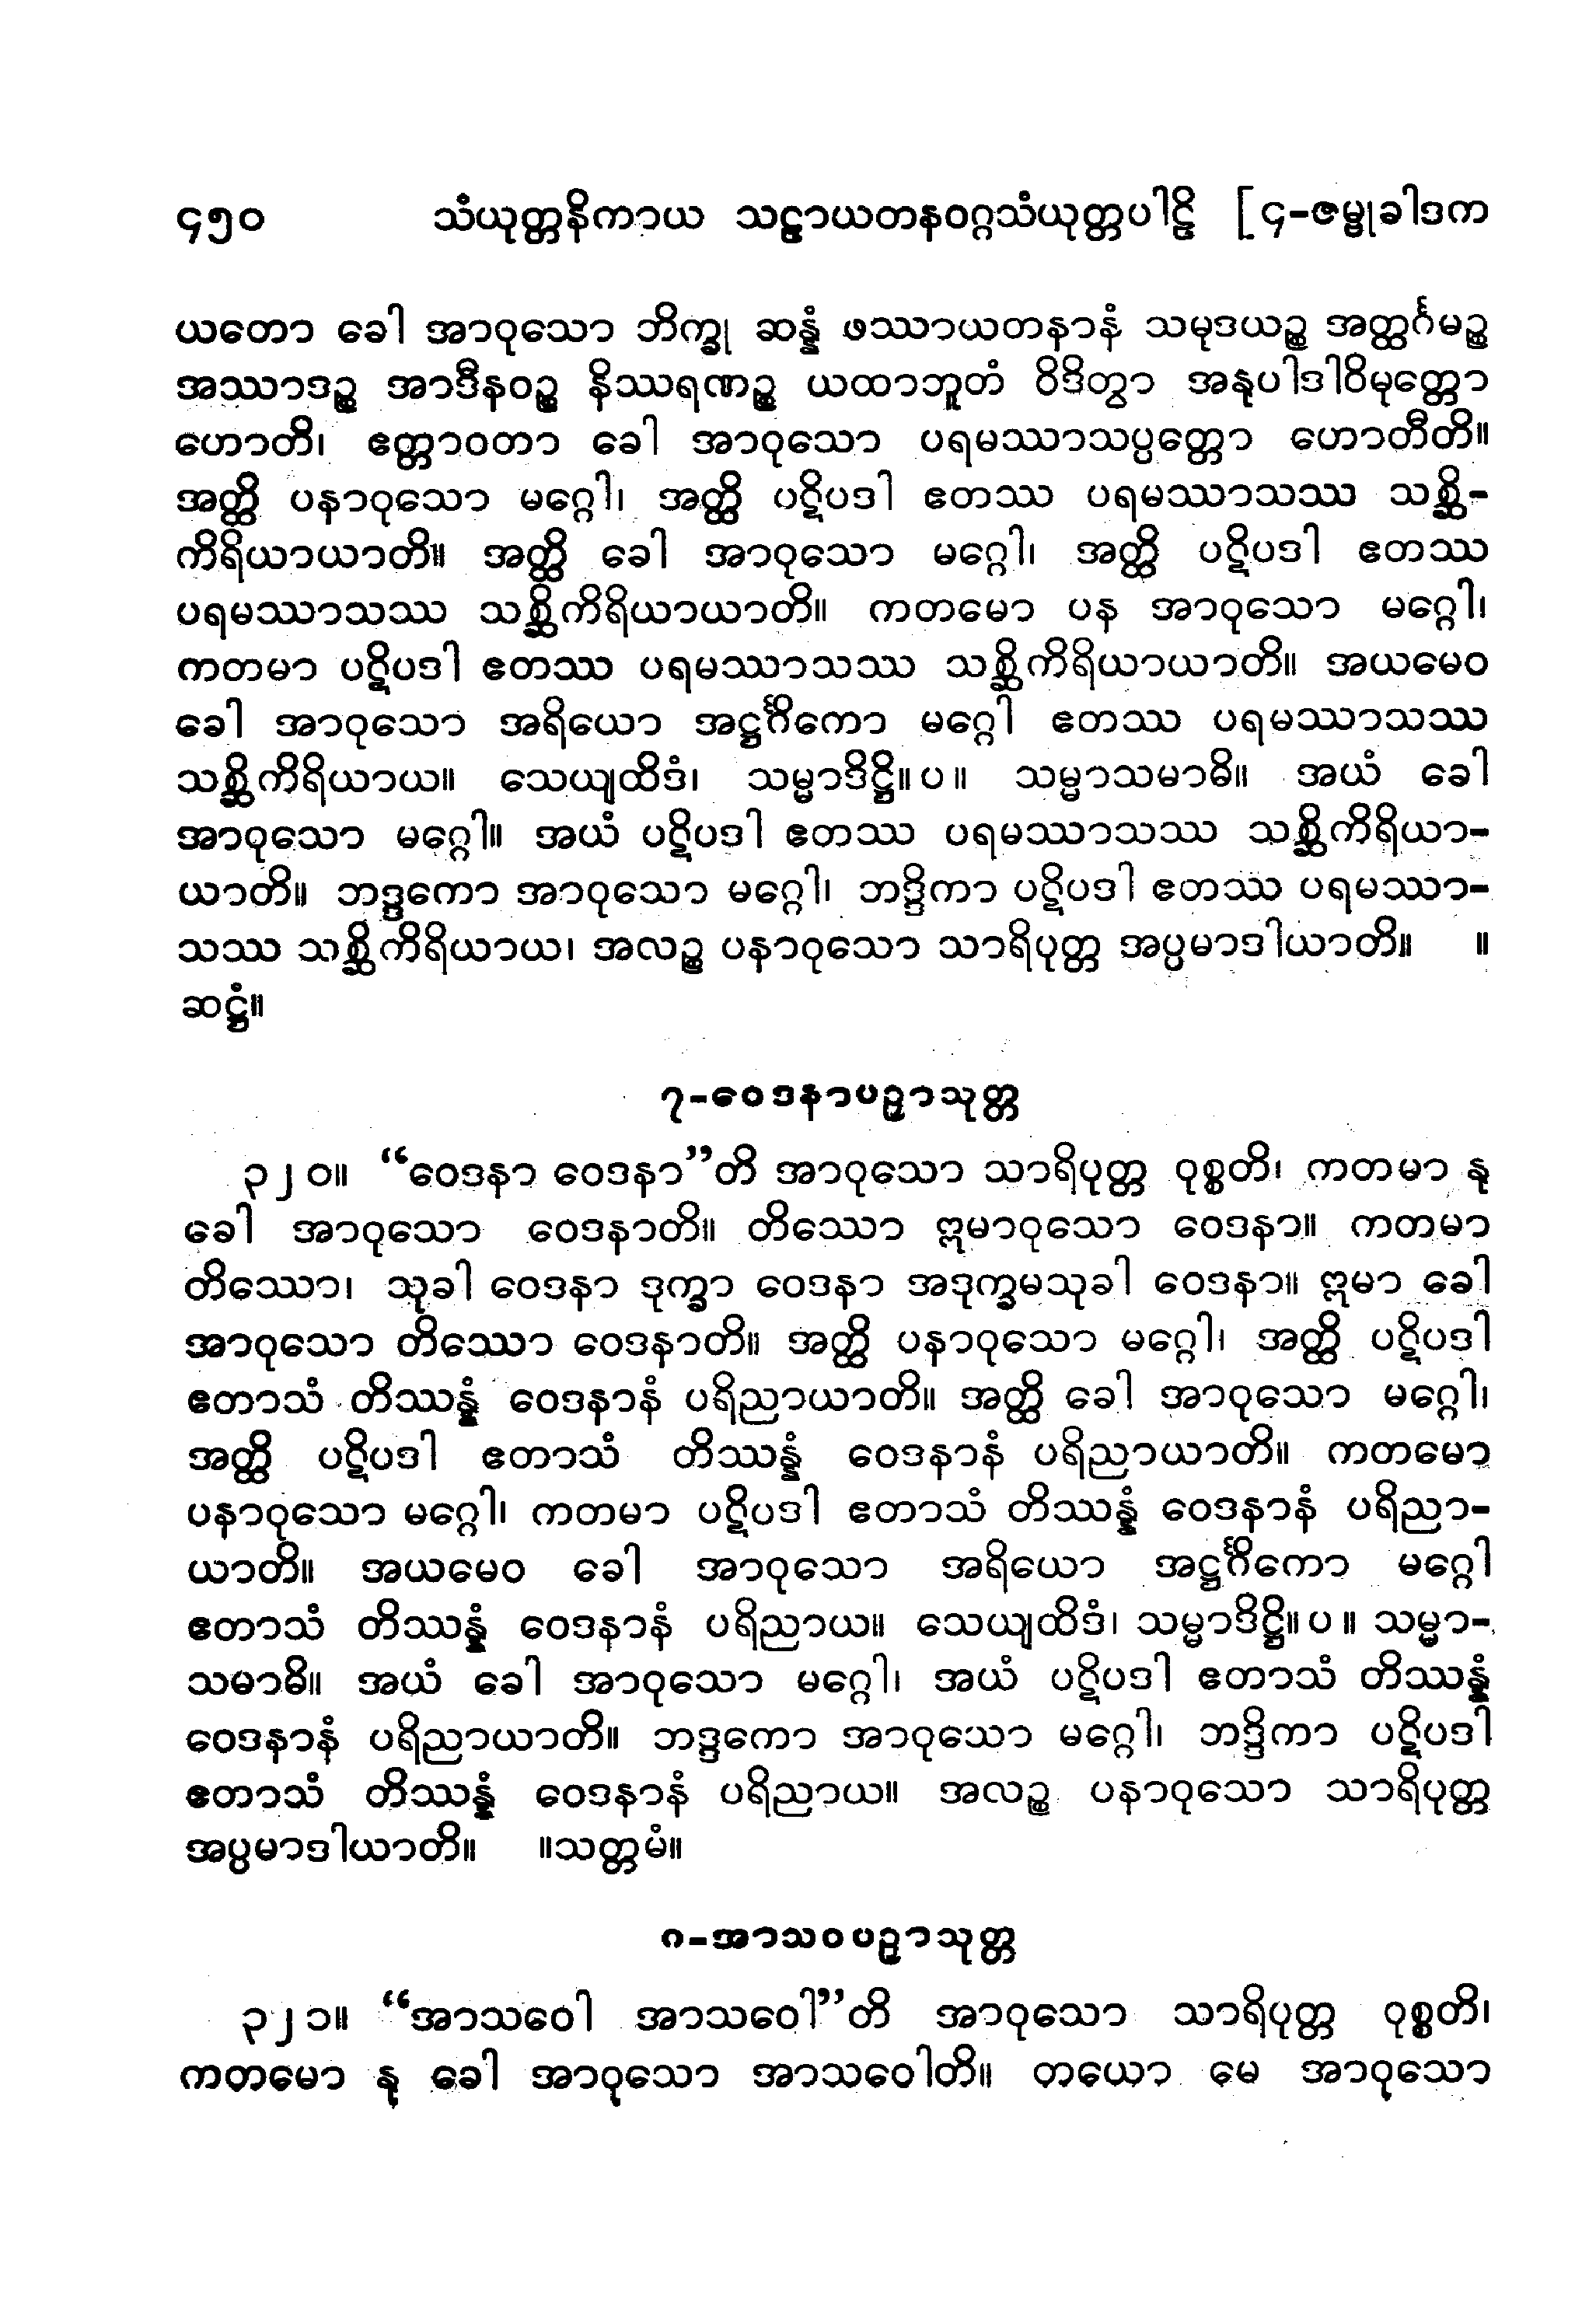 ၄၅၀ သံယုတ္တနိကာယ သဠာယတနဝဂ္ဂသံယုတ္တပါဠိ [၄-ဇမ္ဗုခါဒက
ယတော ခေါ အာဝုသော ဘိက္ခု ဆန္နံ ဖဿာယတနာနံ သမုဒယဉ္စ အတ္ထင်္ဂမဉ္စ
အဿာဒဉ္စ အာဒီနဝဉ္စ နိဿရဏဉ္စ ယထာဘူတံ ဝိဒိတွာ အနုပါဒါဝိမုတ္တော
ဟောတိ၊ ဧတ္တာဝတာ ခေါ အာဝုသော ပရမဿာသပ္ပတ္တော ဟောတီတိ။
အတ္ထိ ပနာဝုသော မဂ္ဂေါ၊ အတ္ထိ ပဋိပဒါ ဧတဿ ပရမဿာသဿ သစ္ဆိ-
ကိရိယာယာတိ။ အတ္ထိ ခေါ အာဝုသော မဂ္ဂေါ၊ အတ္ထိ ပဋိပဒါ ဧတဿ
ပရမဿာသဿ သစ္ဆိကိရိယာယာတိ။ ကတမော ပန အာဝုသော မဂ္ဂေါ၊
ကတမာ ပဋိပဒါ ဧတဿ ပရမဿာသဿ သစ္ဆိကိရိယာယာတိ။ အယမေဝ
ခေါ အာဝုသော အရိယော အဋ္ဌင်္ဂိကော မဂ္ဂေါ ဧတဿ ပရမဿာသဿ
သစ္ဆိကိရိယာယ။ သေယျထိဒံ၊ သမ္မာဒိဋ္ဌိ။ ပ ။ သမ္မာသမာဓိ။ အယံ ခေါ
အာဝုသော မဂ္ဂေါ။ အယံ ပဋိပဒါ ဧတဿ ပရမဿာသဿ သစ္ဆိကိရိယာ-
ယာတိ။ ဘဒ္ဒကော အာဝုသော မဂ္ဂေါ၊ ဘဒ္ဒိကာ ပဋိပဒါ ဧတဿ ပရမဿာ-
သဿ သစ္ဆိကိရိယာယ၊ အလဉ္စ ပနာဝုသော သာရိပုတ္တ အပ္ပမာဒါယာတိ။ ။
ဆဋ္ဌံ။
၇-ဝေဒနာပဉှာသုတ္တ
၃၂၀။ “ဝေဒနာ ဝေဒနာ”တိ အာဝုသော သာရိပုတ္တ ဝုစ္စတိ၊ ကတမာ နု
ခေါ အာဝုသော ဝေဒနာတိ။ တိဿော ဣမာဝုသော ဝေဒနာ။ ကတမာ
တိဿော၊ သုခါ ဝေဒနာ ဒုက္ခာ ဝေဒနာ အဒုက္ခမသုခါ ဝေဒနာ။ ဣမာ ခေါ
အာဝုသော တိဿော ဝေဒနာတိ။ အတ္ထိ ပနာဝုသော မဂ္ဂေါ၊ အတ္ထိ ပဋိပဒါ
ဧတာသံ တိဿန္နံ ဝေဒနာနံ ပရိညာယာတိ။ အတ္ထိ ခေါ အာဝုသော မဂ္ဂေါ၊
အတ္ထိ ပဋိပဒါ ဧတာသံ တိဿန္နံ ဝေဒနာနံ ပရိညာယာတိ။ ကတမော
ပနာဝုသော မဂ္ဂေါ၊ ကတမာ ပဋိပဒါ ဧတာသံ တိဿန္နံ ဝေဒနာနံ ပရိညာ-
ယာတိ။ အယမေဝ ခေါ အာဝုသော အရိယော အဋ္ဌင်္ဂိကော မဂ္ဂေါ
ဧတာသံ တိဿန္နံ ဝေဒနာနံ ပရိညာယ။ သေယျထိဒံ၊ သမ္မာဒိဋ္ဌိ။ ပ ။ သမ္မာ-
သမာဓိ။ အယံ ခေါ အာဝုသော မဂ္ဂေါ၊ အယံ ပဋိပဒါ ဧတာသံ တိဿန္နံ
ဝေဒနာနံ ပရိညာယာတိ။ ဘဒ္ဒကော အာဝုသော မဂ္ဂေါ၊ ဘဒ္ဒိကာ ပဋိပဒါ
ဧတာသံ တိဿန္နံ ဝေဒနာနံ ပရိညာယ။ အလဉ္စ ပနာဝုသော သာရိပုတ္တ
အပ္ပမာဒါယာတိ။ ။သတ္တမံ။
၈-အာသဝပဉှာသုတ္တ
၃၂၁။ “အာသဝေါ အာသဝေါ”တိ အာဝုသော သာရိပုတ္တ ဝုစ္စတိ၊
ကတမော နု ခေါ အာဝုသော အာသဝေါတိ။ တယော မေ အာဝုသော